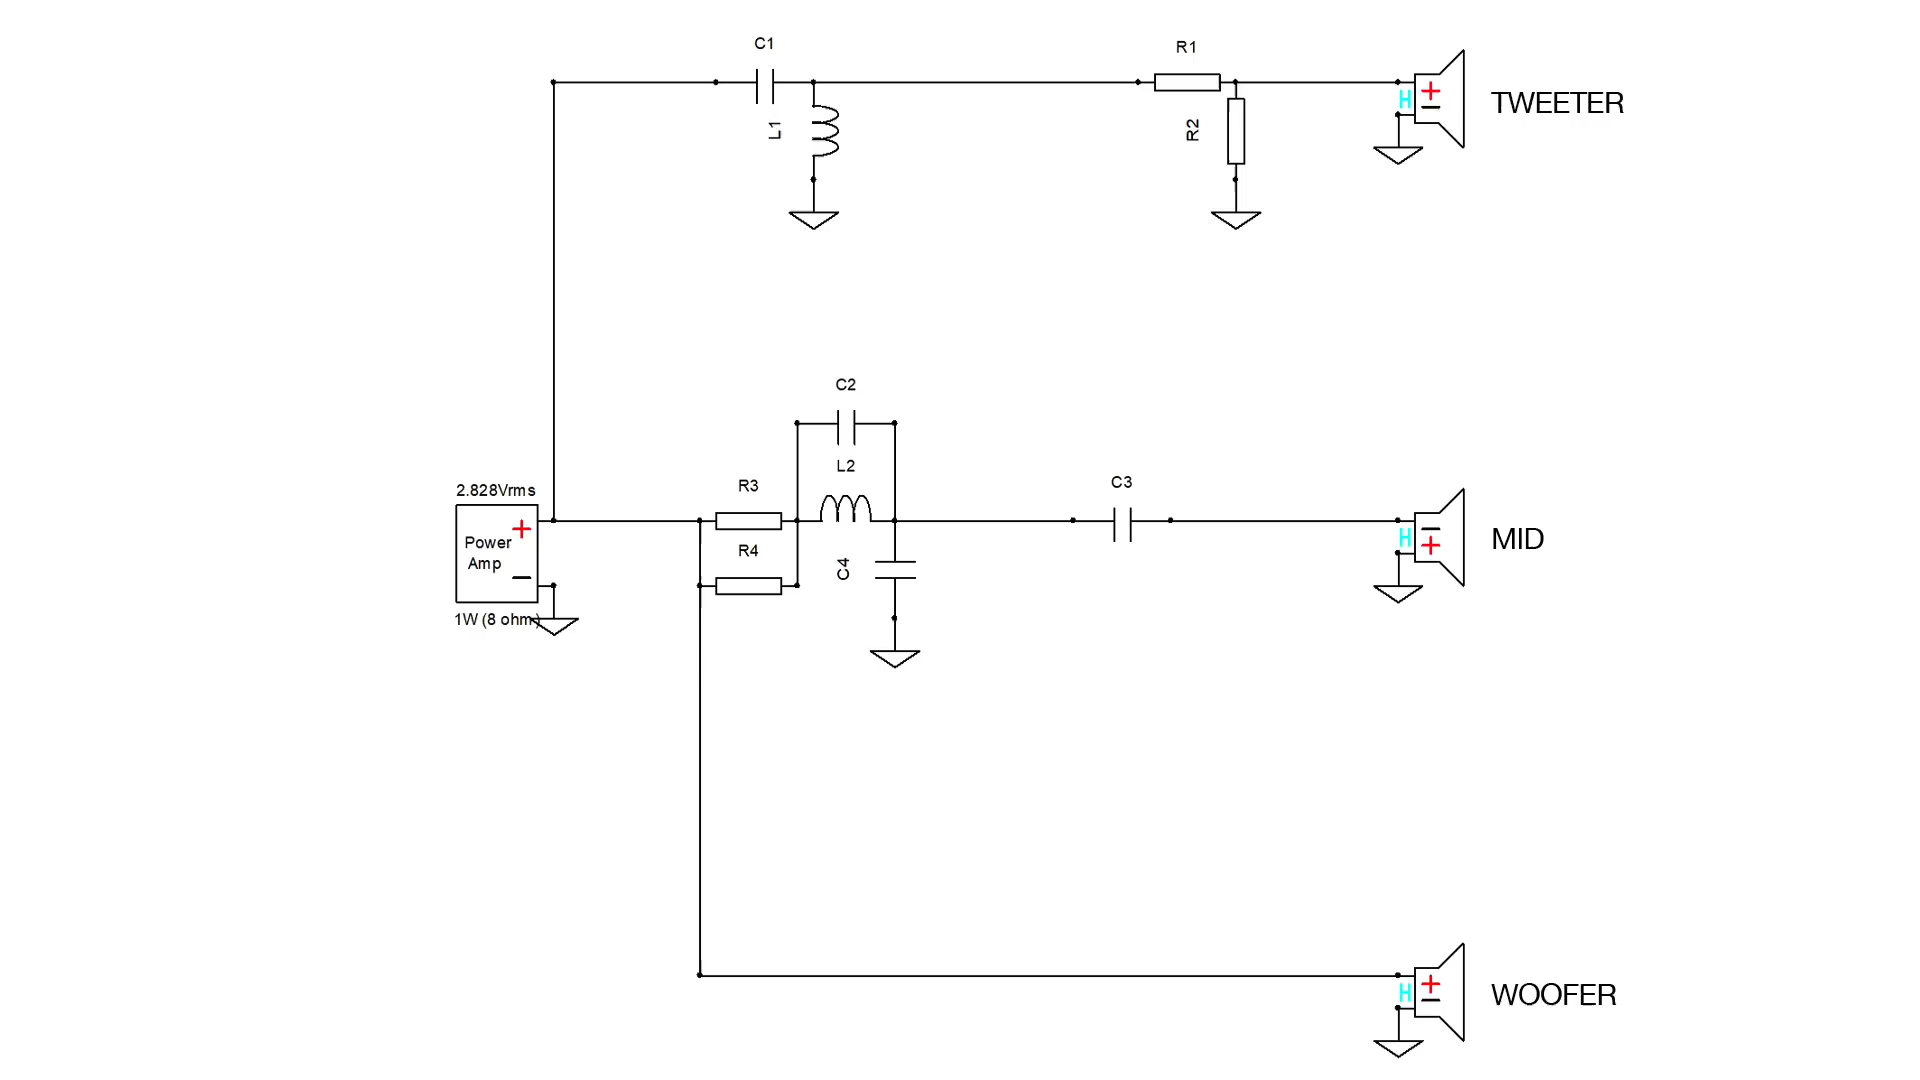 C1
R1
L1
R2
+
−
TWEETER
C2
L2
R3
C3
2.828Vrms
+
Power
Amp
−
R4
C4
−
+
MID
1W (8 ohm)
+
−
WOOFER